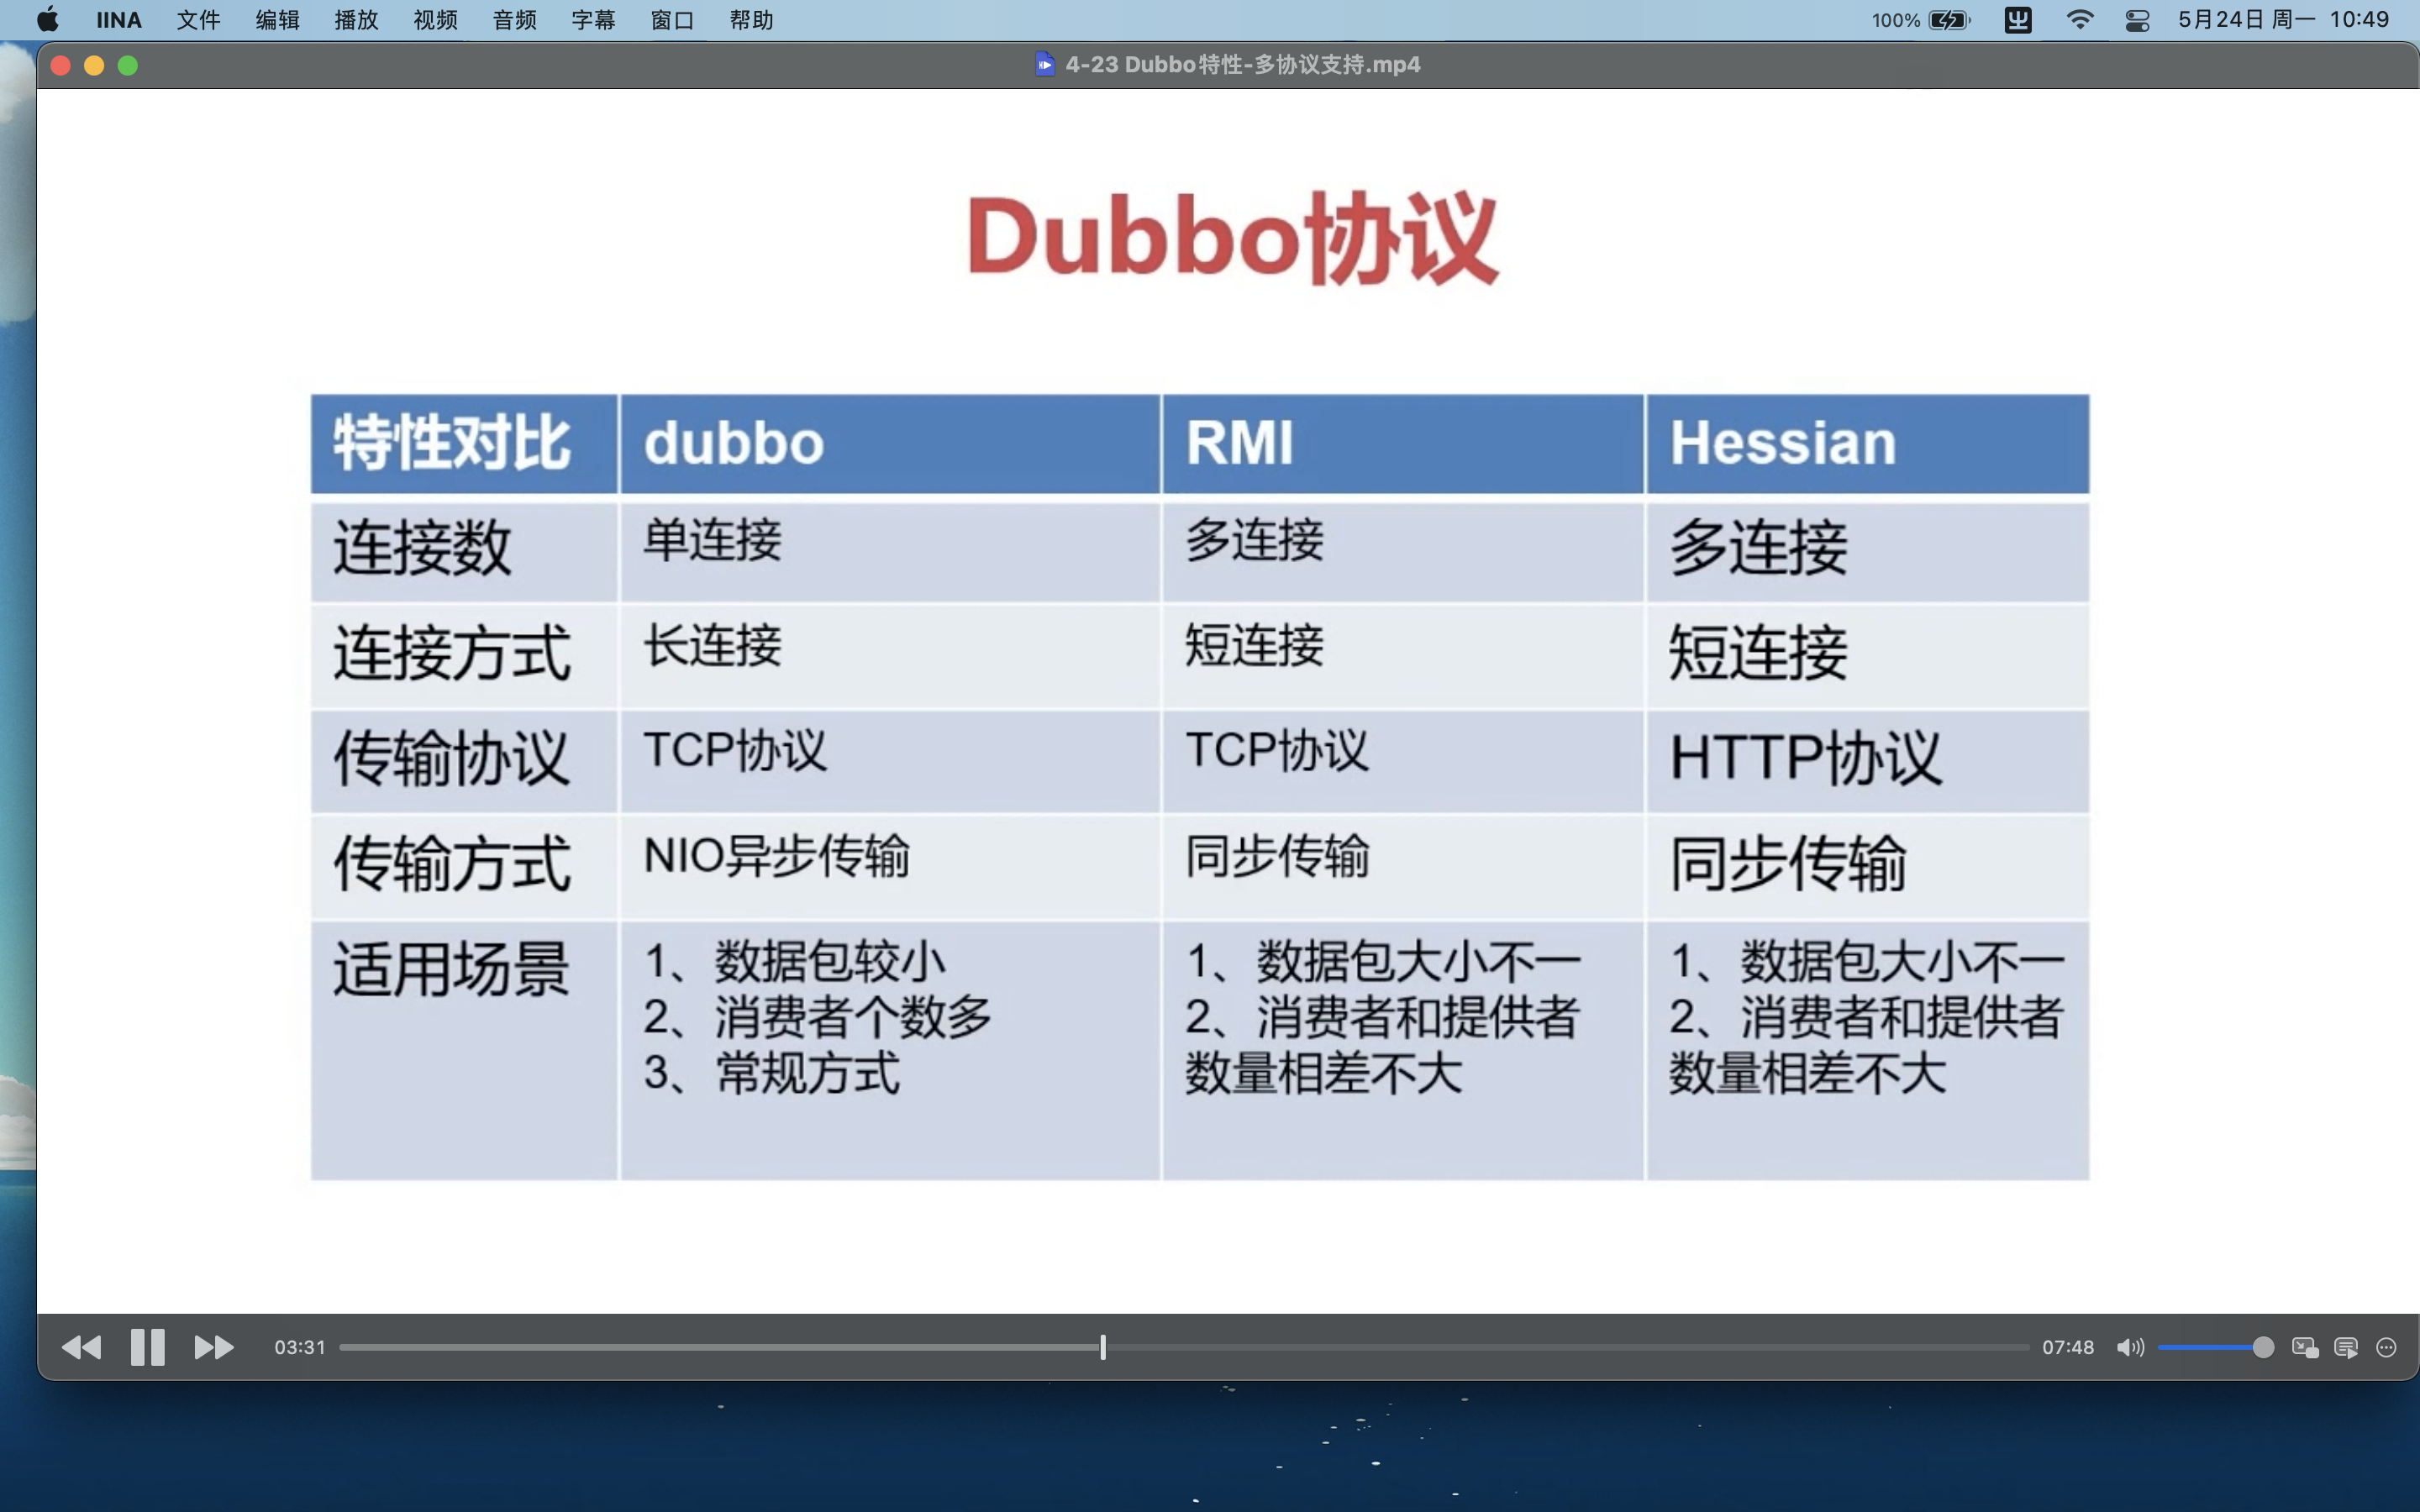 IINA 文件 编辑 播放 视频 音频 字幕 窗口 帮助 100% 5月24日 周一 10:49
4-23 Dubbo特性-多协议支持.mp4
Dubbo协议
特性对比 dubbo RMI Hessian
连接数 单连接 多连接 多连接
连接方式 长连接 短连接 短连接
传输协议 TCP协议 TCP协议 HTTP协议
传输方式 NIO异步传输 同步传输 同步传输
适用场景
1、数据包较小
2、消费者个数多
3、常规方式
1、数据包大小不一
2、消费者和提供者
数量相差不大
1、数据包大小不一
2、消费者和提供者
数量相差不大
03:31 07:48